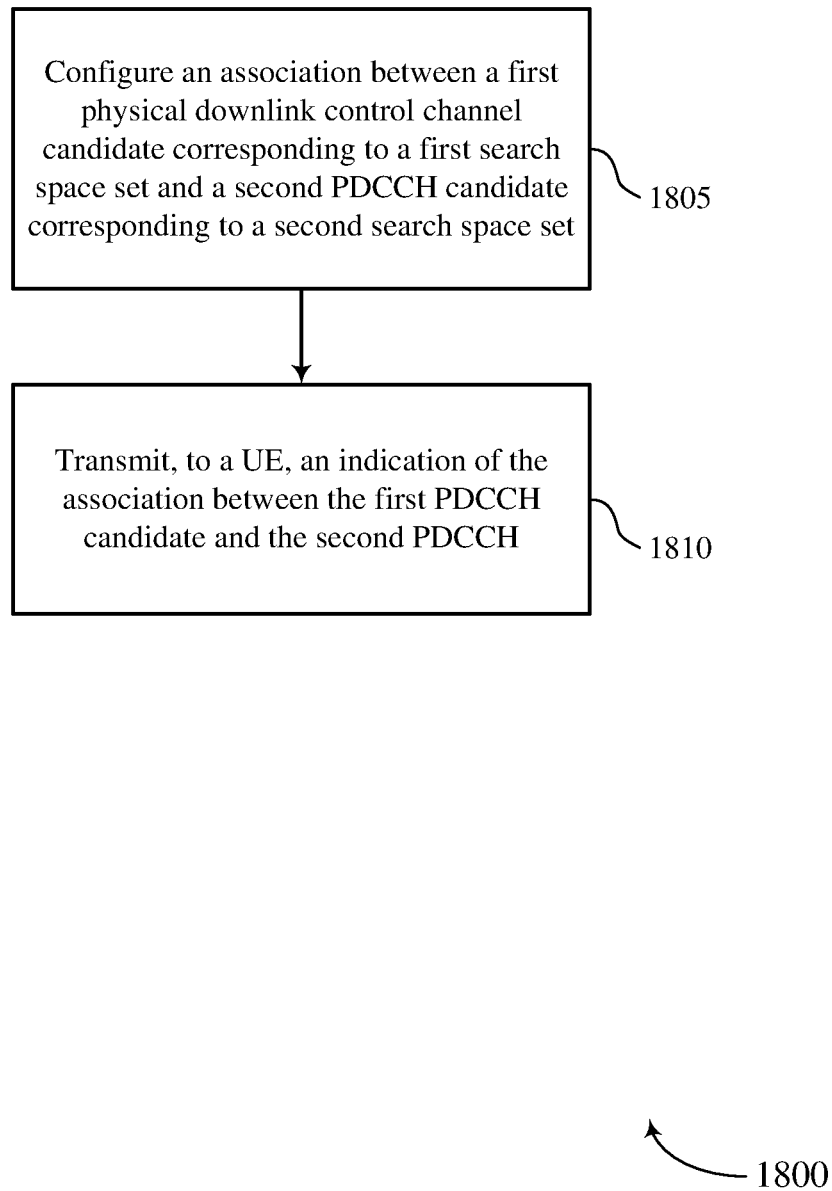 Configure an association between a first
physical downlink control channel
candidate corresponding to a first search
space set and a second PDCCH candidate
corresponding to a second search space set
1805
Transmit, to a UE, an indication of the
association between the first PDCCH
candidate and the second PDCCH
1810
1800